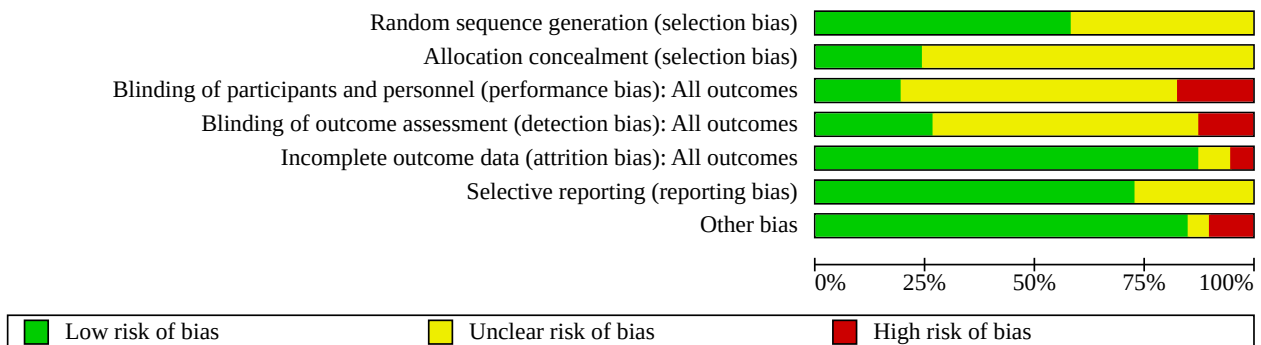 Random sequence generation (selection bias)
Allocation concealment (selection bias)
Blinding of participants and personnel (performance bias): All outcomes
Blinding of outcome assessment (detection bias): All outcomes
Incomplete outcome data (attrition bias): All outcomes
Selective reporting (reporting bias)
Other bias
0% 25% 50% 75% 100%
Low risk of bias Unclear risk of bias High risk of bias